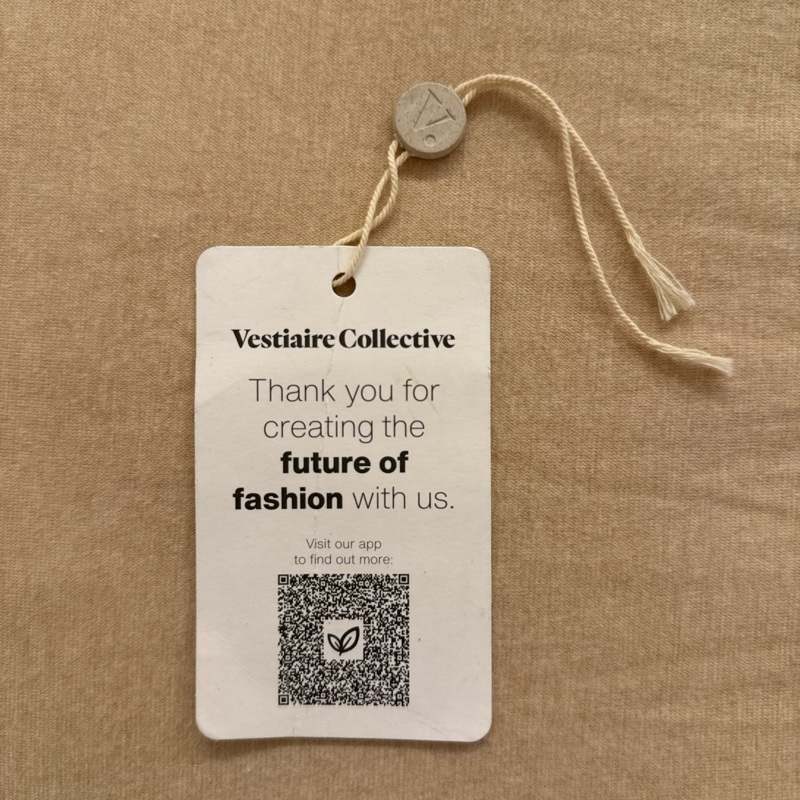 Vestiaire Collective
Thank you for
creating the
future of
fashion with us.
Visit our app
to find out more: